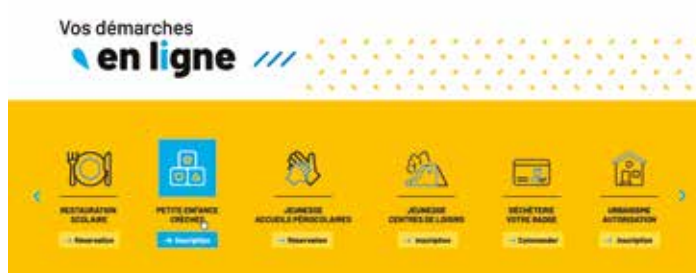 Vos démarches
en ligne
RESTAURATION
SCOLAIRE
→ Réservation
PETITE ENFANCE
CRÈCHES
→ Inscription
JEUNESSE
ACCUEILS PÉRISCOLAIRES
→ Réservation
JEUNESSE
CENTRES DE LOISIRS
→ Inscription
DÉCHÈTERIE
VOTRE BADGE
→ Commander
URBANISME
AUTORISATION
→ Inscription